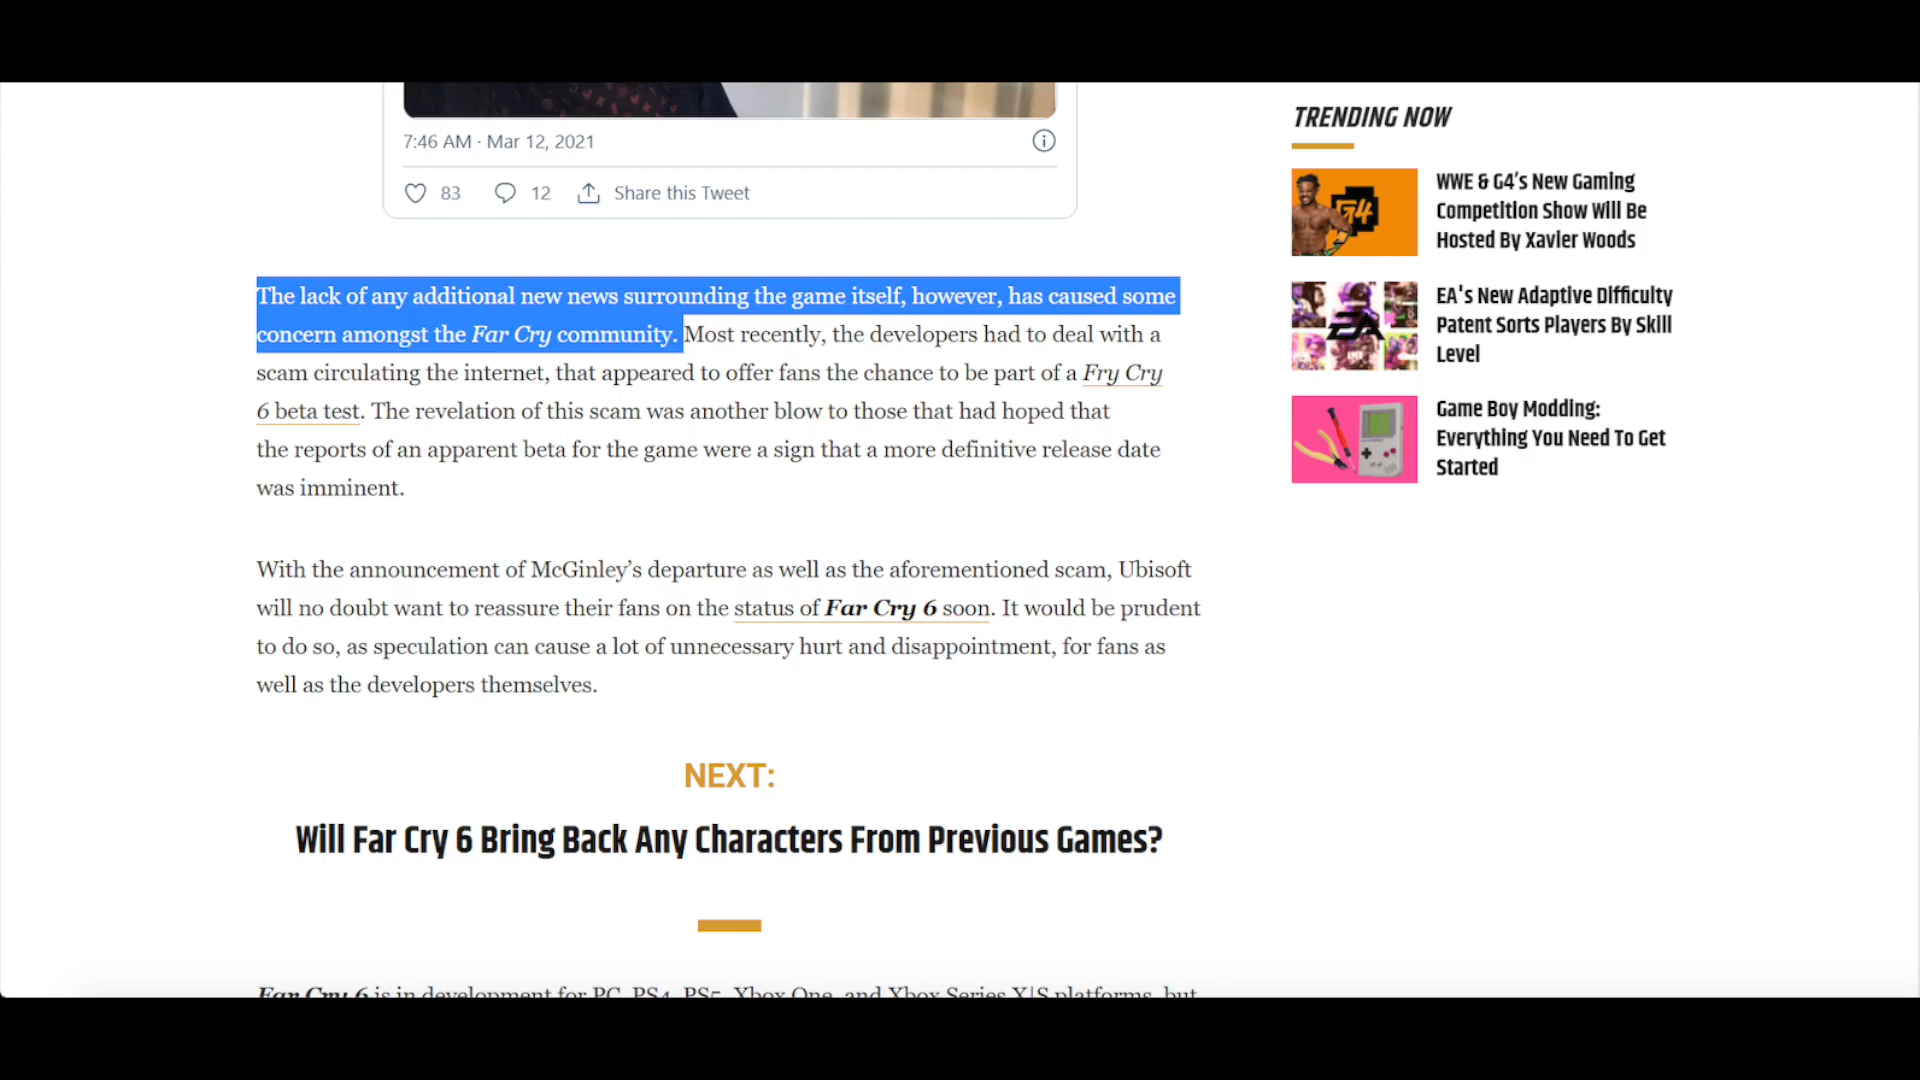 7:46 AM · Mar 12, 2021
83 12 Share this Tweet
The lack of any additional new news surrounding the game itself, however, has caused some
concern amongst the Far Cry community. Most recently, the developers had to deal with a
scam circulating the internet, that appeared to offer fans the chance to be part of a Fry Cry
6 beta test. The revelation of this scam was another blow to those that had hoped that
the reports of an apparent beta for the game were a sign that a more definitive release date
was imminent.
With the announcement of McGinley’s departure as well as the aforementioned scam, Ubisoft
will no doubt want to reassure their fans on the status of Far Cry 6 soon. It would be prudent
to do so, as speculation can cause a lot of unnecessary hurt and disappointment, for fans as
well as the developers themselves.
NEXT:
Will Far Cry 6 Bring Back Any Characters From Previous Games?
Far Cry 6 is in development for PC, PS4, PS5, Xbox One, and Xbox Series X|S platforms, but
TRENDING NOW
G4
WWE & G4’s New Gaming
Competition Show Will Be
Hosted By Xavier Woods
EA
EA's New Adaptive Difficulty
Patent Sorts Players By Skill
Level
Game Boy Modding:
Everything You Need To Get
Started